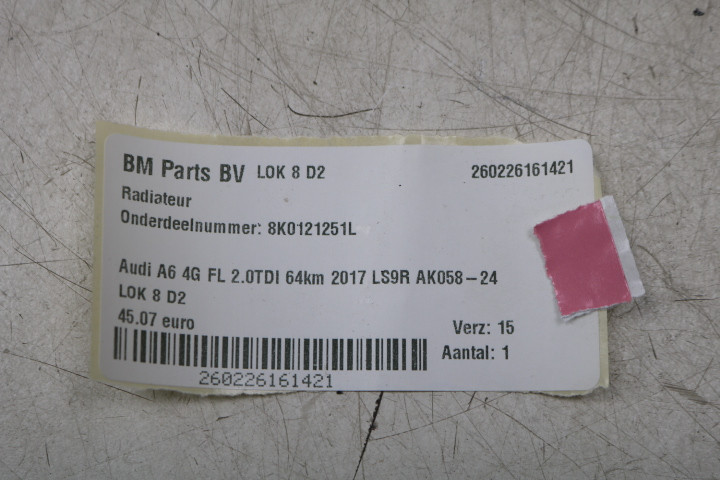 BM Parts BV LOK 8 D2 260226161421
Radiateur
Onderdeelnummer: 8K0121251L
Audi A6 4G FL 2.0TDI 64km 2017 LS9R AK058-24
LOK 8 D2
45.07 euro Verz: 15
Aantal: 1
260226161421